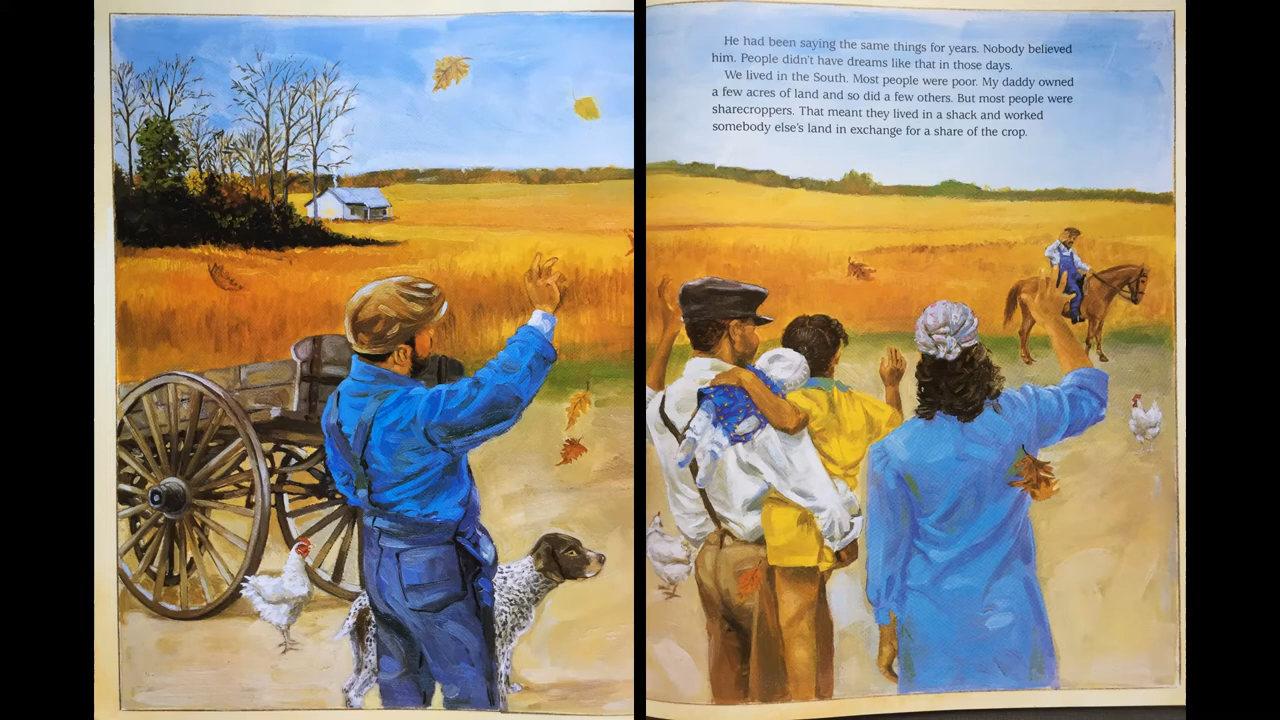 He had been saying the same things for years. Nobody believed
him. People didn't have dreams like that in those days.
We lived in the South. Most people were poor. My daddy owned
a few acres of land and so did a few others. But most people were
sharecroppers. That meant they lived in a shack and worked
somebody else's land in exchange for a share of the crop.